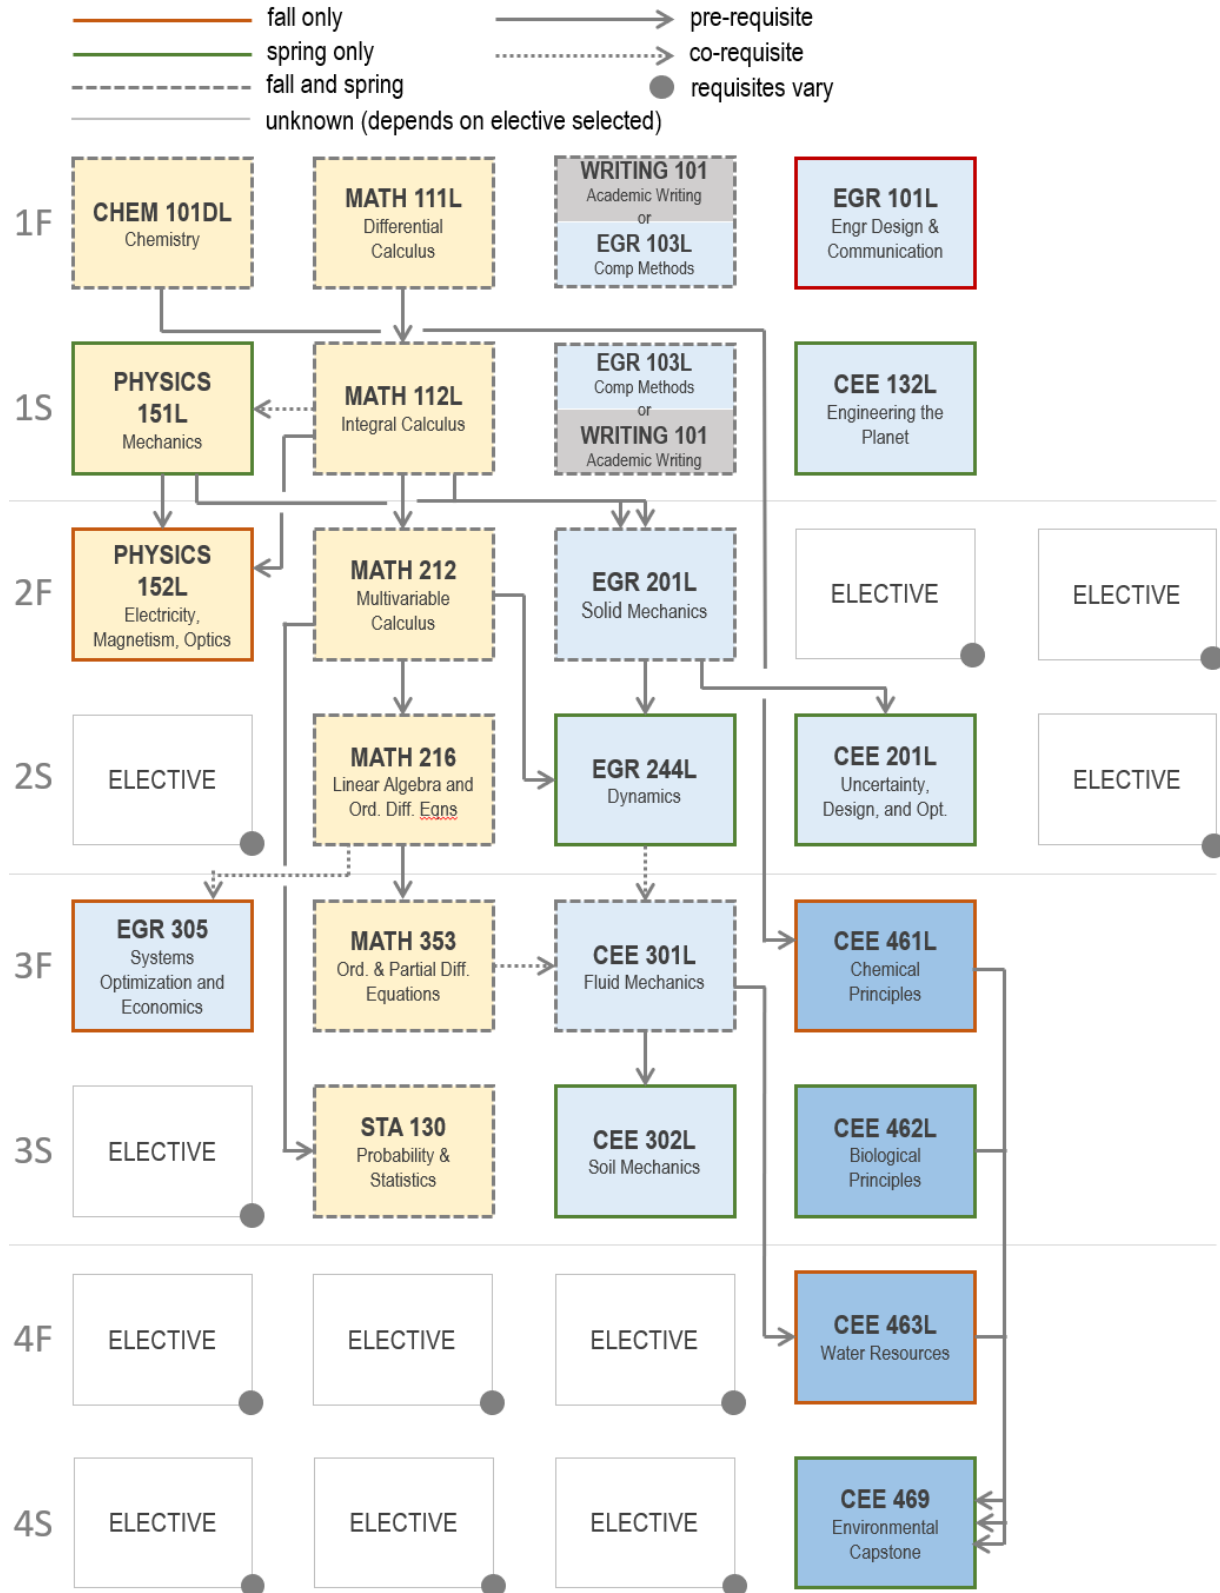 fall only
pre-requisite
spring only
co-requisite
fall and spring
requisites vary
unknown (depends on elective selected)
1F
CHEM 101DL
Chemistry
MATH 111L
Differential
Calculus
WRITING 101
Academic Writing
or
EGR 103L
Comp Methods
EGR 101L
Engr Design &
Communication
1S
PHYSICS
151L
Mechanics
MATH 112L
Integral Calculus
EGR 103L
Comp Methods
or
WRITING 101
Academic Writing
CEE 132L
Engineering the
Planet
2F
PHYSICS
152L
Electricity,
Magnetism, Optics
MATH 212
Multivariable
Calculus
EGR 201L
Solid Mechanics
ELECTIVE
ELECTIVE
2S
ELECTIVE
MATH 216
Linear Algebra and
Ord. Diff. Eqns
EGR 244L
Dynamics
CEE 201L
Uncertainty,
Design, and Opt.
ELECTIVE
3F
EGR 305
Systems
Optimization and
Economics
MATH 353
Ord. & Partial Diff.
Equations
CEE 301L
Fluid Mechanics
CEE 461L
Chemical
Principles
3S
ELECTIVE
STA 130
Probability &
Statistics
CEE 302L
Soil Mechanics
CEE 462L
Biological
Principles
4F
ELECTIVE
ELECTIVE
ELECTIVE
CEE 463L
Water Resources
4S
ELECTIVE
ELECTIVE
ELECTIVE
CEE 469
Environmental
Capstone